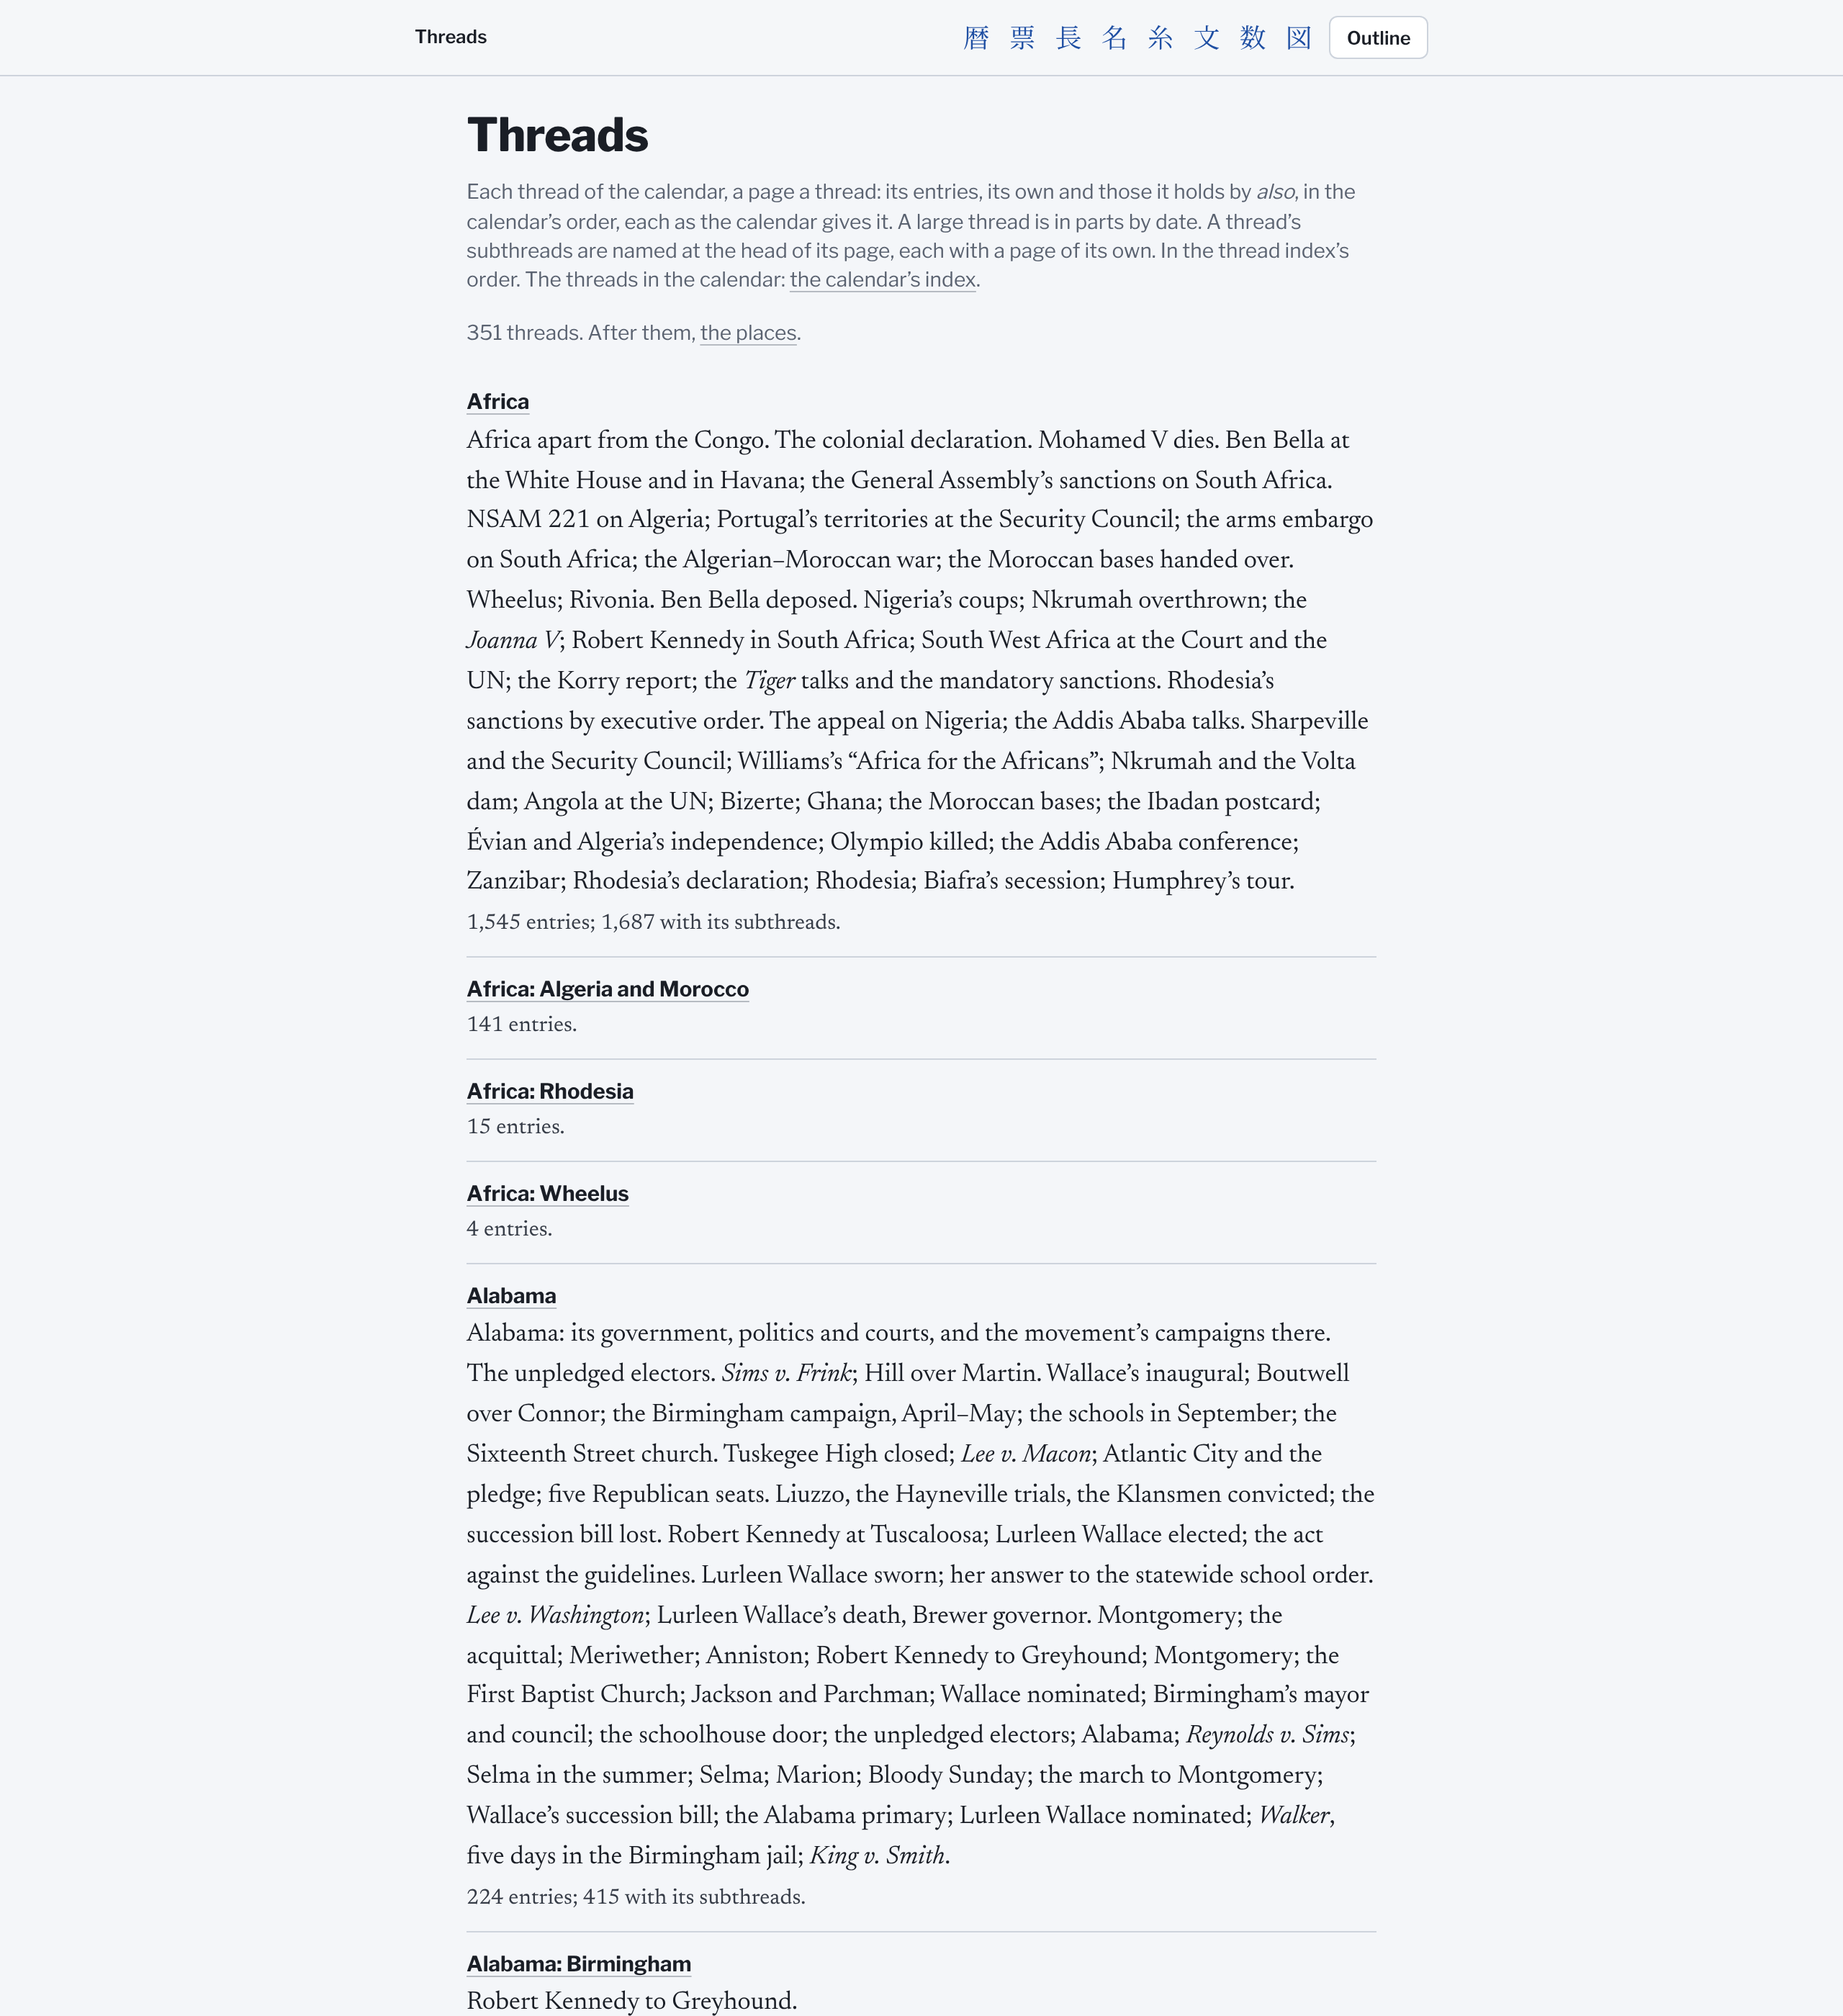 Threads
暦 票 長 名 糸 文 数 図
Outline
Threads
Each thread of the calendar, a page a thread: its entries, its own and those it holds by also, in the
calendar’s order, each as the calendar gives it. A large thread is in parts by date. A thread’s
subthreads are named at the head of its page, each with a page of its own. In the thread index’s
order. The threads in the calendar: the calendar’s index.
351 threads. After them, the places.
Africa
Africa apart from the Congo. The colonial declaration. Mohamed V dies. Ben Bella at
the White House and in Havana; the General Assembly’s sanctions on South Africa.
NSAM 221 on Algeria; Portugal’s territories at the Security Council; the arms embargo
on South Africa; the Algerian–Moroccan war; the Moroccan bases handed over.
Wheelus; Rivonia. Ben Bella deposed. Nigeria’s coups; Nkrumah overthrown; the
Joanna V; Robert Kennedy in South Africa; South West Africa at the Court and the
UN; the Korry report; the Tiger talks and the mandatory sanctions. Rhodesia’s
sanctions by executive order. The appeal on Nigeria; the Addis Ababa talks. Sharpeville
and the Security Council; Williams’s “Africa for the Africans”; Nkrumah and the Volta
dam; Angola at the UN; Bizerte; Ghana; the Moroccan bases; the Ibadan postcard;
Évian and Algeria’s independence; Olympio killed; the Addis Ababa conference;
Zanzibar; Rhodesia’s declaration; Rhodesia; Biafra’s secession; Humphrey’s tour.
1,545 entries; 1,687 with its subthreads.
Africa: Algeria and Morocco
141 entries.
Africa: Rhodesia
15 entries.
Africa: Wheelus
4 entries.
Alabama
Alabama: its government, politics and courts, and the movement’s campaigns there.
The unpledged electors. Sims v. Frink; Hill over Martin. Wallace’s inaugural; Boutwell
over Connor; the Birmingham campaign, April–May; the schools in September; the
Sixteenth Street church. Tuskegee High closed; Lee v. Macon; Atlantic City and the
pledge; five Republican seats. Liuzzo, the Hayneville trials, the Klansmen convicted; the
succession bill lost. Robert Kennedy at Tuscaloosa; Lurleen Wallace elected; the act
against the guidelines. Lurleen Wallace sworn; her answer to the statewide school order.
Lee v. Washington; Lurleen Wallace’s death, Brewer governor. Montgomery; the
acquittal; Meriwether; Anniston; Robert Kennedy to Greyhound; Montgomery; the
First Baptist Church; Jackson and Parchman; Wallace nominated; Birmingham’s mayor
and council; the schoolhouse door; the unpledged electors; Alabama; Reynolds v. Sims;
Selma in the summer; Selma; Marion; Bloody Sunday; the march to Montgomery;
Wallace’s succession bill; the Alabama primary; Lurleen Wallace nominated; Walker,
five days in the Birmingham jail; King v. Smith.
224 entries; 415 with its subthreads.
Alabama: Birmingham
Robert Kennedy to Greyhound.